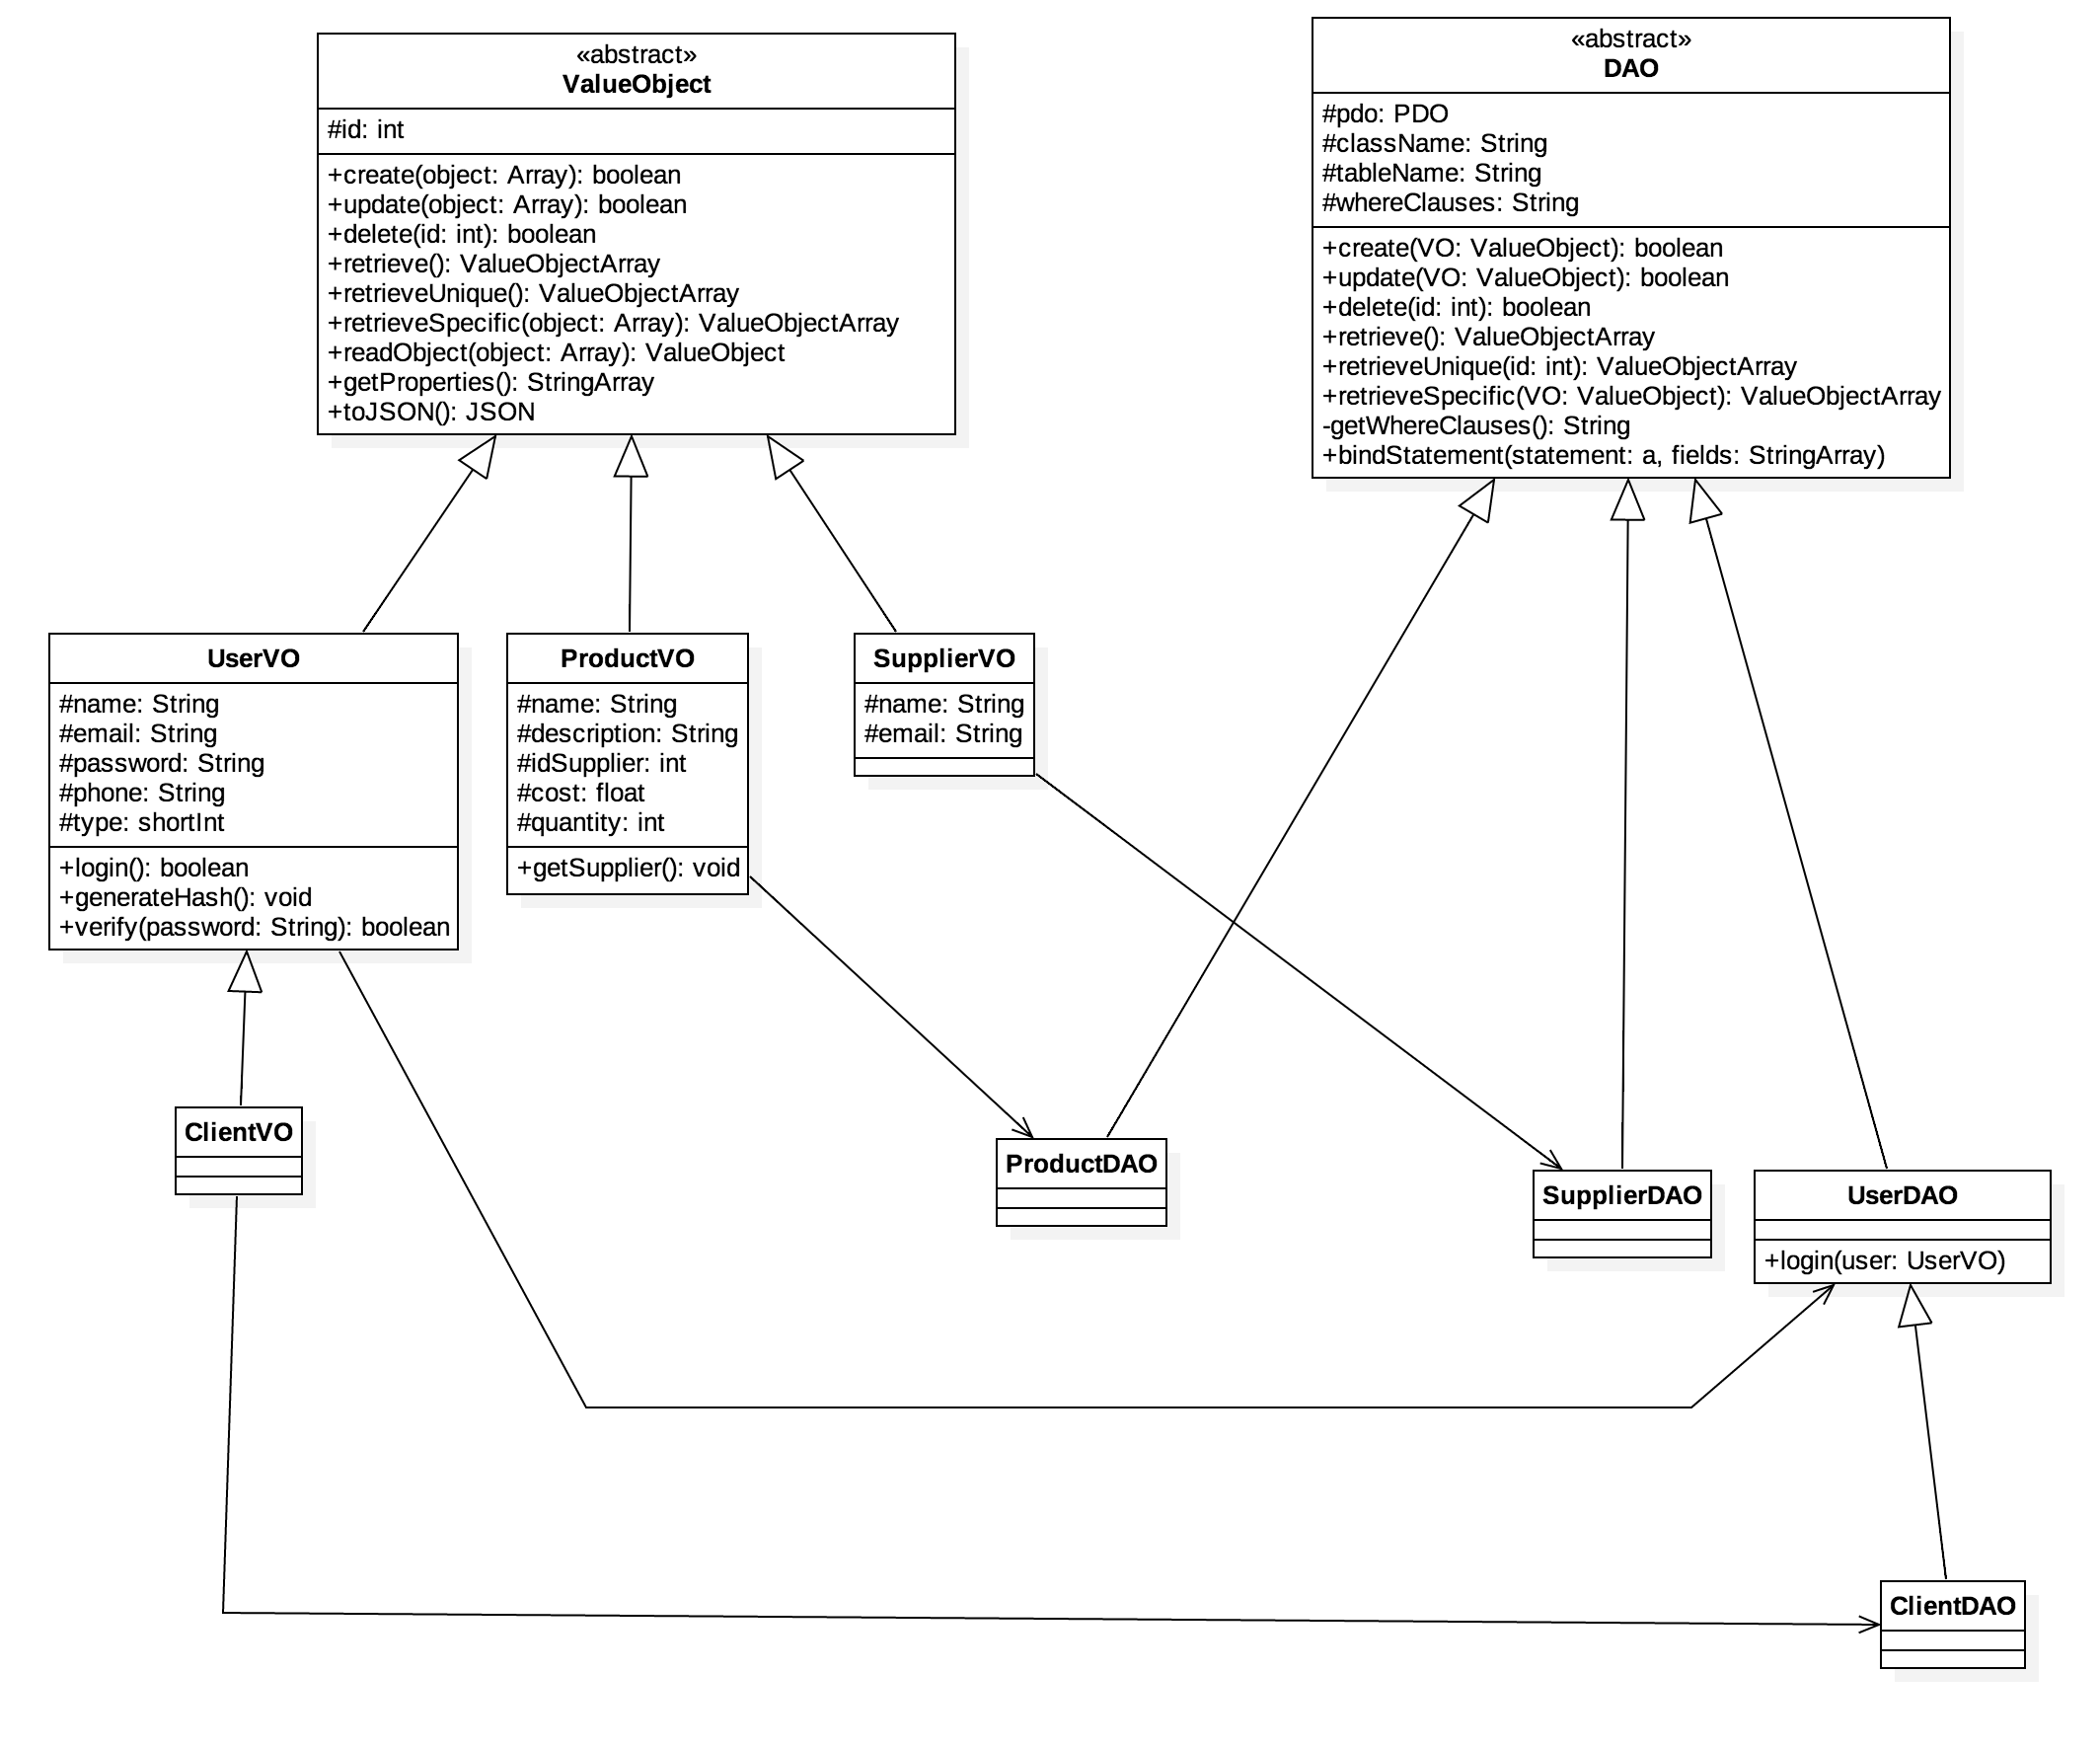 «abstract»
ValueObject
#id: int
+create(object: Array): boolean
+update(object: Array): boolean
+delete(id: int): boolean
+retrieve(): ValueObjectArray
+retrieveUnique(): ValueObjectArray
+retrieveSpecific(object: Array): ValueObjectArray
+readObject(object: Array): ValueObject
+getProperties(): StringArray
+toJSON(): JSON
«abstract»
DAO
#pdo: PDO
#className: String
#tableName: String
#whereClauses: String
+create(VO: ValueObject): boolean
+update(VO: ValueObject): boolean
+delete(id: int): boolean
+retrieve(): ValueObjectArray
+retrieveUnique(id: int): ValueObjectArray
+retrieveSpecific(VO: ValueObject): ValueObjectArray
-getWhereClauses(): String
+bindStatement(statement: a, fields: StringArray)
UserVO
#name: String
#email: String
#password: String
#phone: String
#type: shortInt
+login(): boolean
+generateHash(): void
+verify(password: String): boolean
ProductVO
#name: String
#description: String
#idSupplier: int
#cost: float
#quantity: int
+getSupplier(): void
SupplierVO
#name: String
#email: String
ClientVO
ProductDAO
SupplierDAO
UserDAO
+login(user: UserVO)
ClientDAO